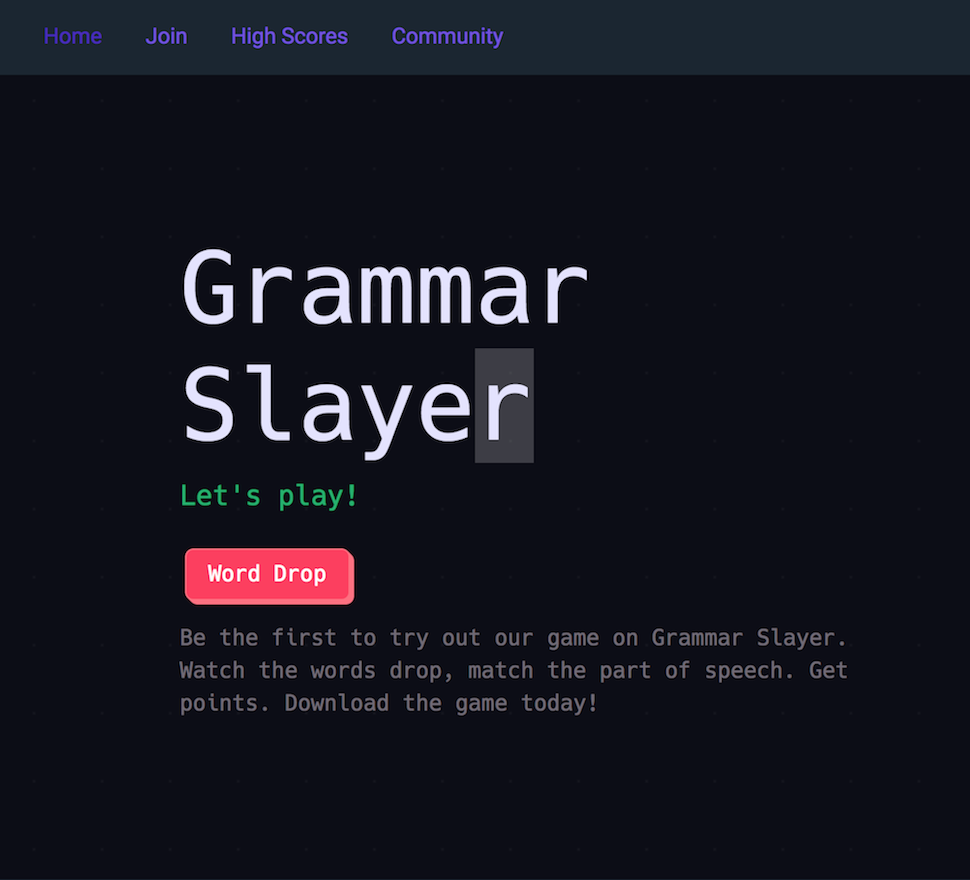 Home Join High Scores Community
Grammar
Slayer
Let's play!
Word Drop
Be the first to try out our game on Grammar Slayer.
Watch the words drop, match the part of speech. Get
points. Download the game today!